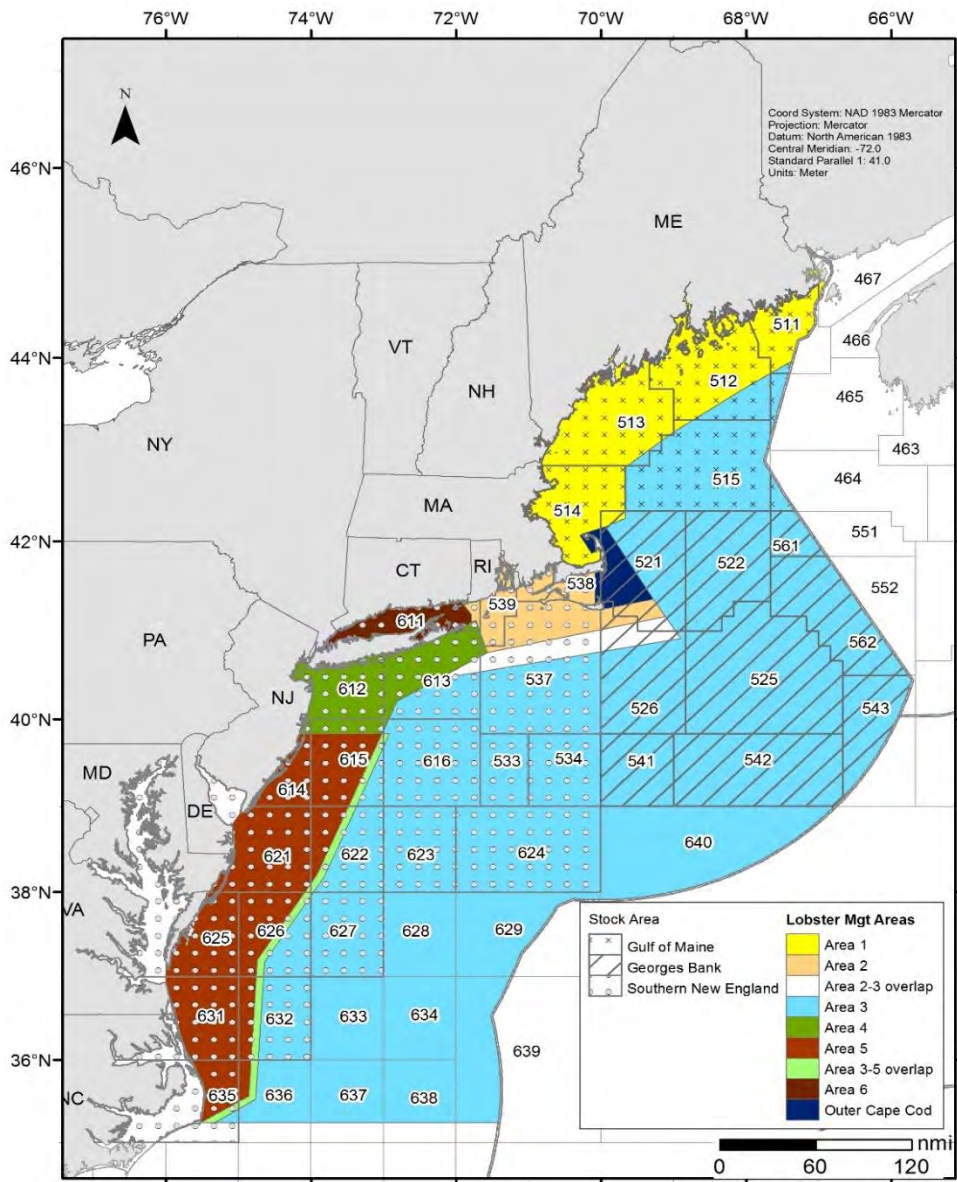 76°W 74°W 72°W 70°W 68°W 66°W
N
Coord System: NAD 1983 Mercator
Projection: Mercator
Datum: North American 1983
Central Meridian: -72.0
Standard Parallel 1: 41.0
Units: Meter
46°N
ME
467
511
466
44°N
VT
512
465
NH
513
NY
463
515
464
MA
514
551
42°N
CT
RI
538
521
522
561
552
539
611
PA
562
612
613
537
525
NJ
526
543
40°N
615
616
533
534
541
542
MD
614
DE
640
621
622
623
624
38°N
VA
625
626
627
628
629
631
632
633
634
36°N
639
NC
635
636
637
638
Stock Area
Gulf of Maine
Georges Bank
Southern New England
Lobster Mgt Areas
Area 1
Area 2
Area 2-3 overlap
Area 3
Area 4
Area 5
Area 3-5 overlap
Area 6
Outer Cape Cod
nmi
0 60 120